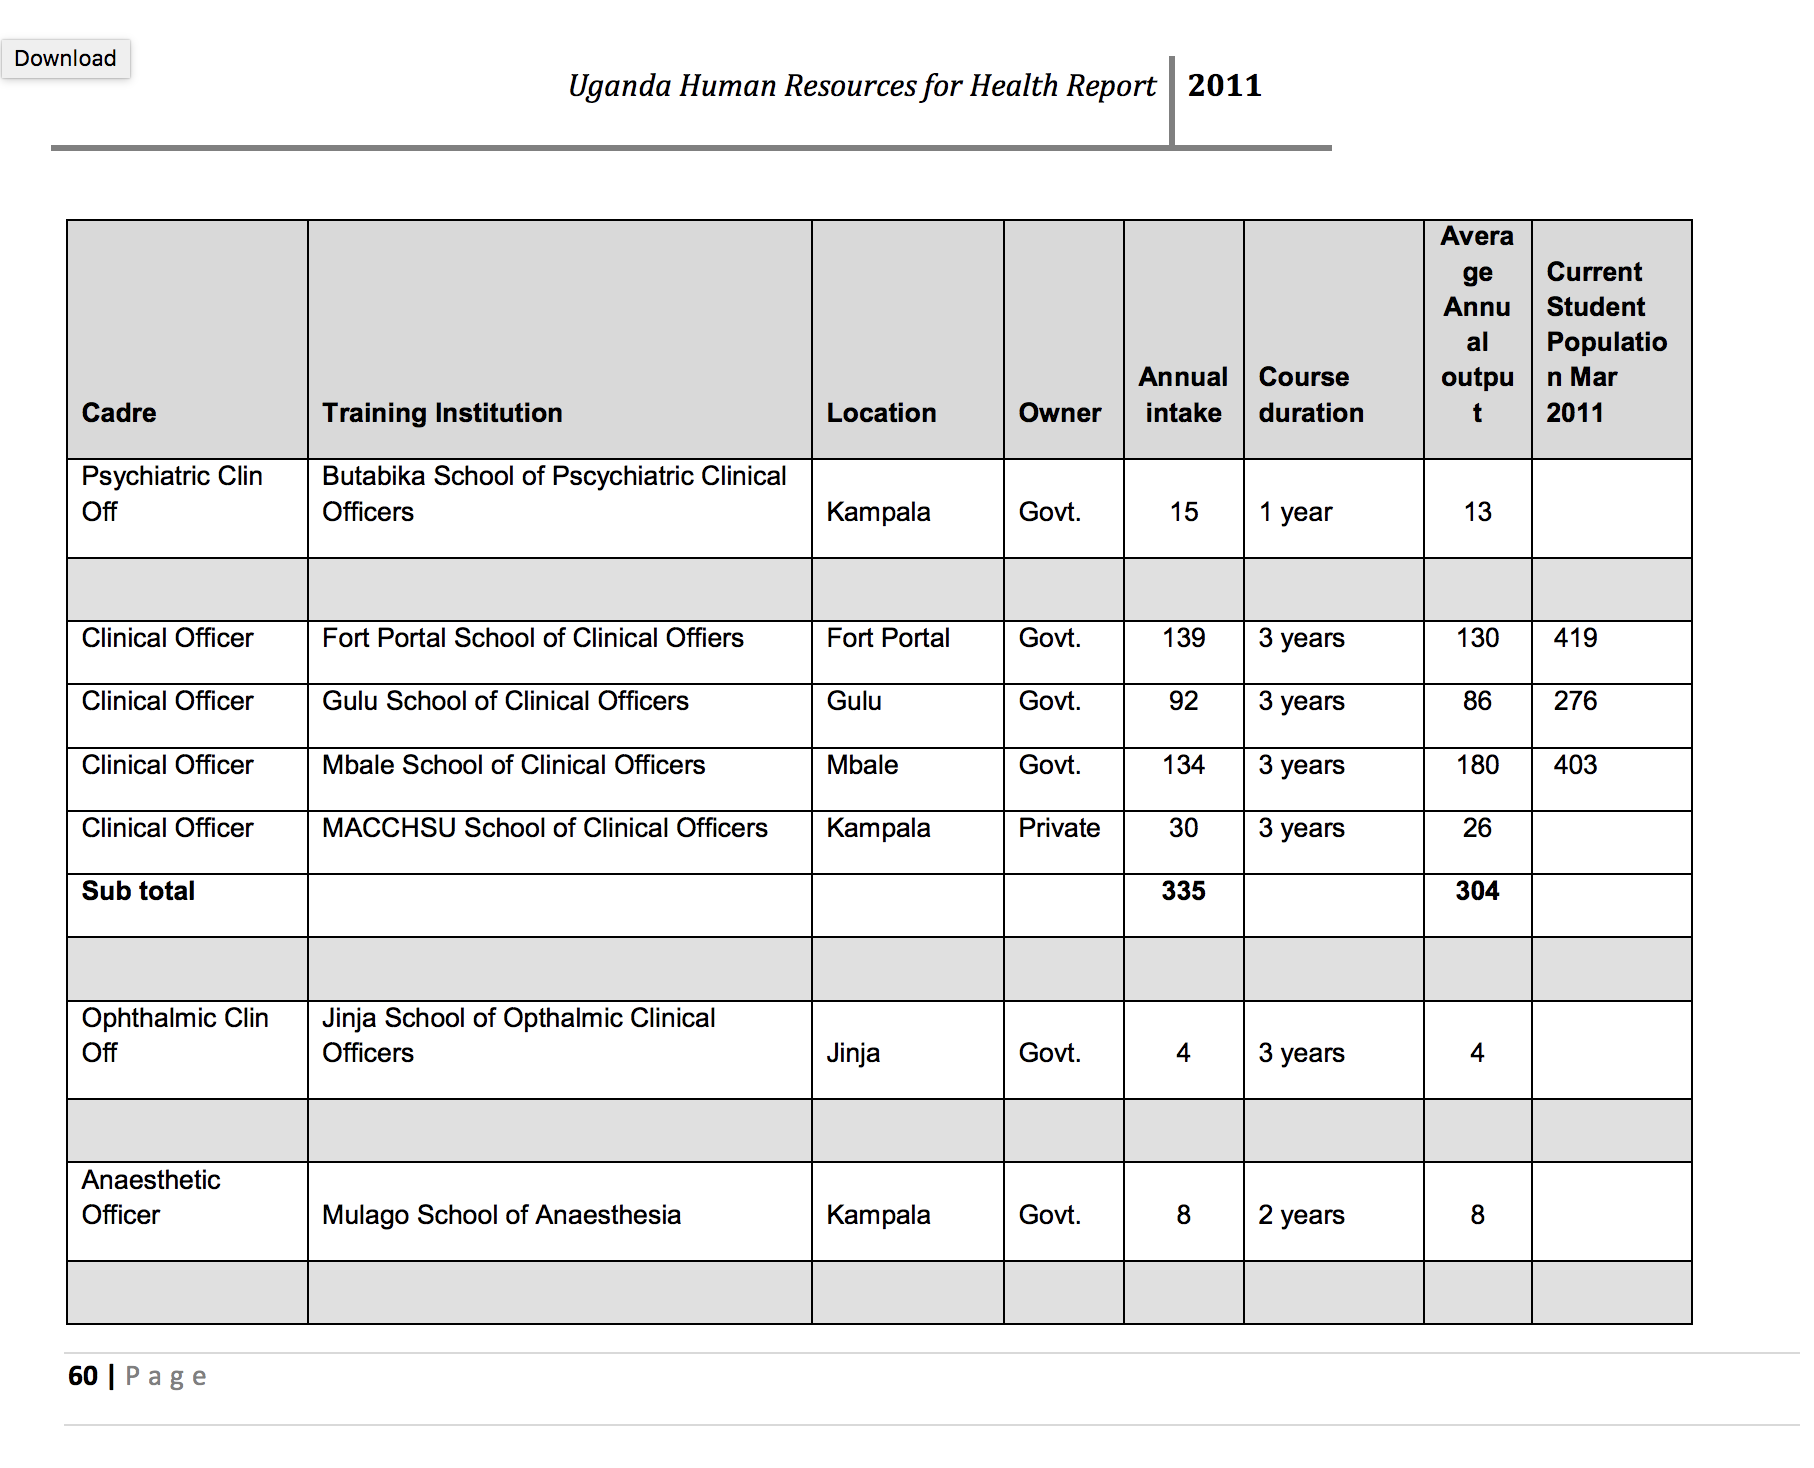 Download
Uganda Human Resources for Health Report 2011
Cadre Training Institution Location Owner Annual intake Course duration Avera ge Annu al outpu t Current Student Populatio n Mar 2011
Psychiatric Clin Off Butabika School of Pscychiatric Clinical Officers Kampala Govt. 15 1 year 13
Clinical Officer Fort Portal School of Clinical Offiers Fort Portal Govt. 139 3 years 130 419
Clinical Officer Gulu School of Clinical Officers Gulu Govt. 92 3 years 86 276
Clinical Officer Mbale School of Clinical Officers Mbale Govt. 134 3 years 180 403
Clinical Officer MACCHSU School of Clinical Officers Kampala Private 30 3 years 26
Sub total 335 304
Ophthalmic Clin Off Jinja School of Opthalmic Clinical Officers Jinja Govt. 4 3 years 4
Anaesthetic Officer Mulago School of Anaesthesia Kampala Govt. 8 2 years 8
60 | Page